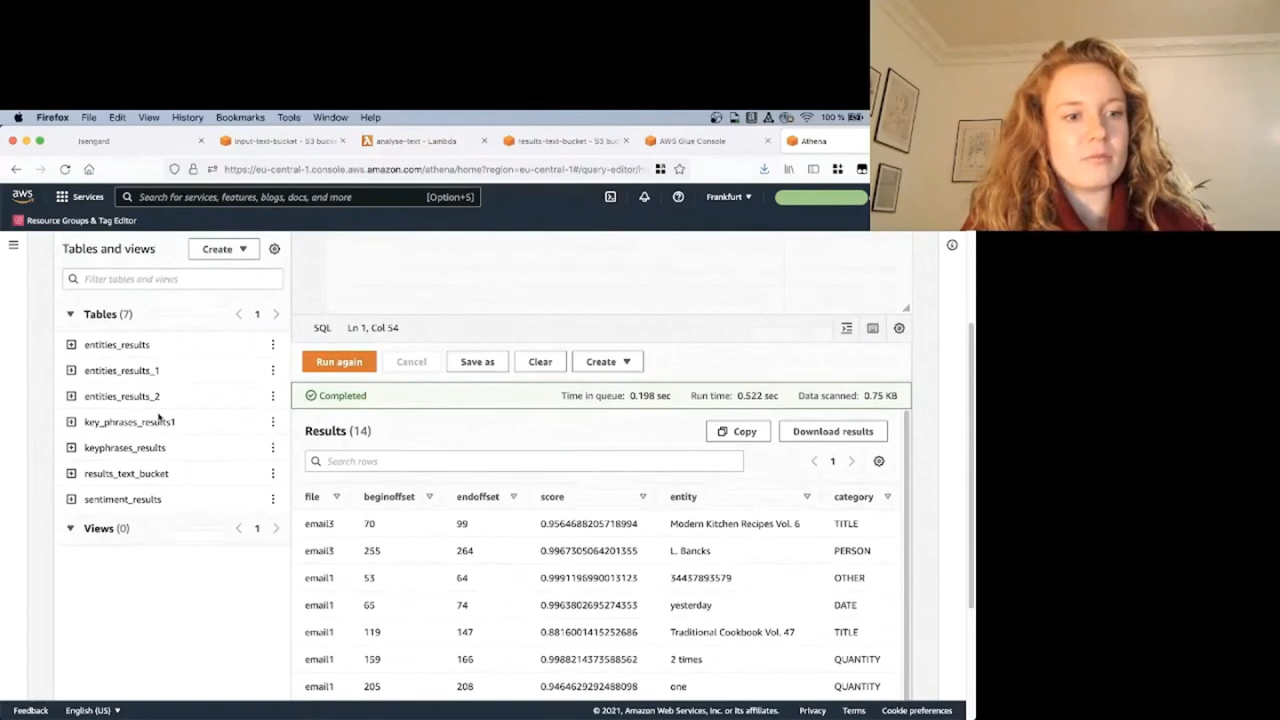 Firefox File Edit View History Bookmarks Tools Window Help 100 %
Isengard input-text-bucket - S3 buck analyse-text - Lambda results-text-bucket - S3 buc AWS Glue Console Athena
https://eu-central-1.console.aws.amazon.com/athena/home?region=eu-central-1#/query-editor/h
aws Services Search for services, features, blogs, docs, and more [Option+S] Frankfurt
Resource Groups & Tag Editor
Tables and views Create
Filter tables and views
Tables (7) 1
entities_results
entities_results_1
entities_results_2
key_phrases_results1
keyphrases_results
results_text_bucket
sentiment_results
Views (0) 1
SQL Ln 1, Col 54
Run again Cancel Save as Clear Create
Completed Time in queue: 0.198 sec Run time: 0.522 sec Data scanned: 0.75 KB
Results (14) Copy Download results
Search rows 1
file beginoffset endoffset score entity category
email3 70 99 0.9564688205718994 Modern Kitchen Recipes Vol. 6 TITLE
email3 255 264 0.9967305064201355 L. Bancks PERSON
email1 53 64 0.9991196990013123 34437893579 OTHER
email1 65 74 0.9963802695274353 yesterday DATE
email1 119 147 0.8816001415252686 Traditional Cookbook Vol. 47 TITLE
email1 159 166 0.9988214373588562 2 times QUANTITY
email1 205 208 0.9464629292488098 one QUANTITY
Feedback English (US) © 2021, Amazon Web Services, Inc. or its affiliates. Privacy Terms Cookie preferences